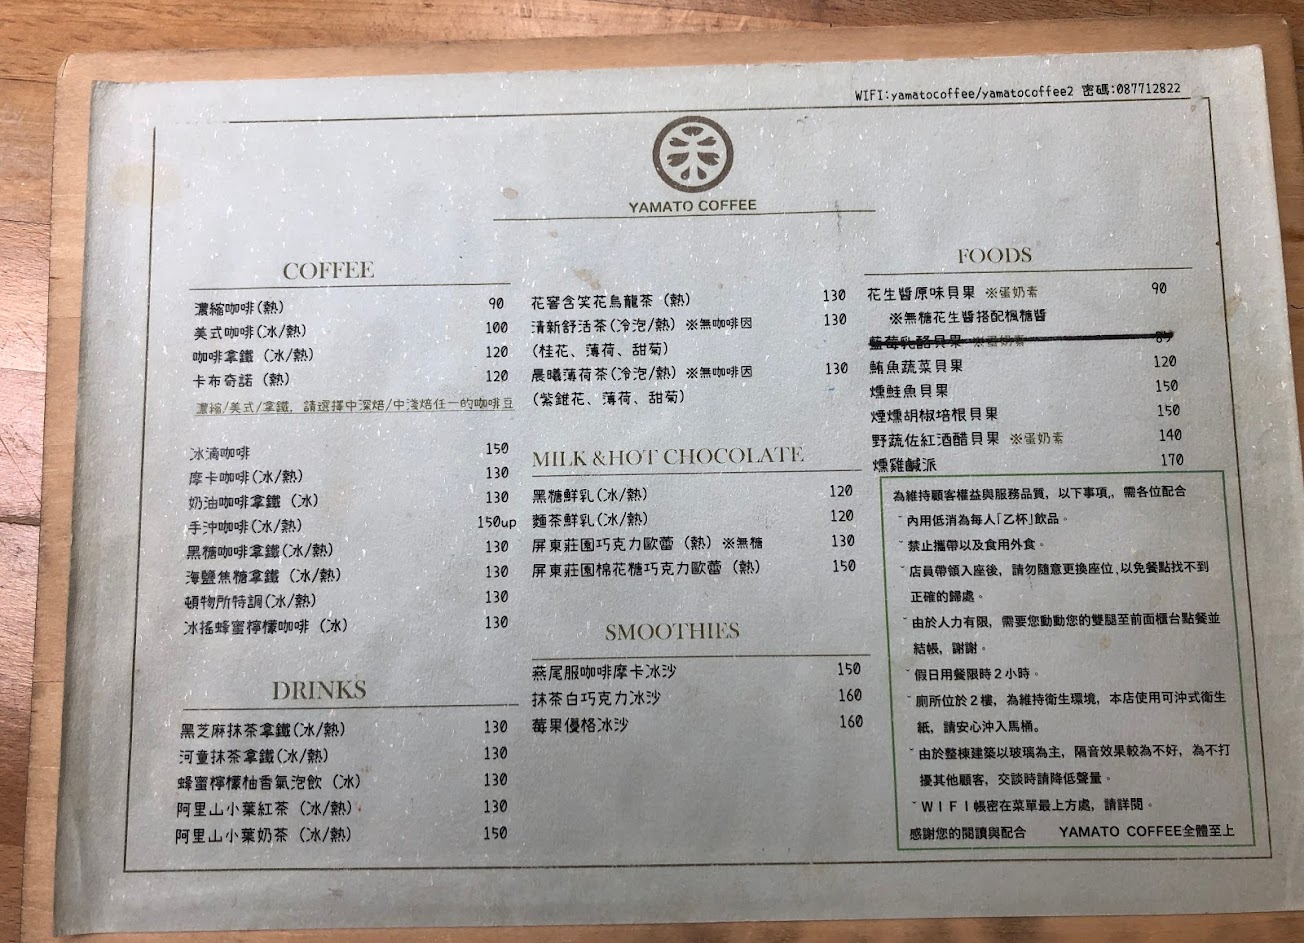 WIFI:yamatocoffee/yamatocoffee2 密碼:087712822
YAMATO COFFEE
COFFEE
濃縮咖啡(熱) 90
美式咖啡(冰/熱) 100
咖啡拿鐵 (冰/熱) 120
卡布奇諾 (熱) 120
濃縮/美式/拿鐵, 請選擇中深焙/中淺焙任一的咖啡豆
冰滴咖啡 150
摩卡咖啡(冰/熱) 130
奶油咖啡拿鐵 (冰) 130
手沖咖啡(冰/熱) 150up
黑糖咖啡拿鐵(冰/熱) 130
海鹽焦糖拿鐵 (冰/熱) 130
頓物所特調(冰/熱) 130
冰搖蜂蜜檸檬咖啡 (冰) 130
DRINKS
黑芝麻抹茶拿鐵(冰/熱) 130
河童抹茶拿鐵(冰/熱) 130
蜂蜜檸檬柚香氣泡飲 (冰) 130
阿里山小葉紅茶 (冰/熱) 130
阿里山小葉奶茶 (冰/熱) 150
花窨含笑花烏龍茶 (熱) 130
清新舒活茶(冷泡/熱) ※無咖啡因 130
(桂花、薄荷、甜菊)
晨曦薄荷茶(冷泡/熱) ※無咖啡因 130
(紫錐花、薄荷、甜菊)
MILK &HOT CHOCOLATE
黑糖鮮乳(冰/熱) 120
麵茶鮮乳(冰/熱) 120
屏東莊園巧克力歐蕾 (熱) ※無糖 130
屏東莊園棉花糖巧克力歐蕾 (熱) 150
SMOOTHIES
燕尾服咖啡摩卡冰沙 150
抹茶白巧克力冰沙 160
莓果優格冰沙 160
FOODS
花生醬原味貝果 ※蛋奶素 90
※無糖花生醬搭配楓糖醬
藍莓乳酪貝果 ※蛋奶素
鮪魚蔬菜貝果 120
燻鮭魚貝果 150
煙燻胡椒培根貝果 150
野蔬佐紅酒醋貝果 ※蛋奶素 140
燻雞鹹派 170
為維持顧客權益與服務品質, 以下事項,, 需各位配合
ˇ內用低消為每人「乙杯」飲品。
ˇ禁止攜帶以及食用外食。
ˇ店員帶領入座後, 請勿隨意更換座位,以免餐點找不到
正確的歸處。
ˇ由於人力有限, 需要您動動您的雙腿至前面櫃台點餐並
結帳, 謝謝。
ˇ假日用餐限時２小時。
ˇ廁所位於２樓, 為維持衛生環境, 本店使用可沖式衛生
紙, 請安心沖入馬桶。
ˇ由於整棟建築以玻璃為主, 隔音效果較為不好, 為不打
擾其他顧客, 交談時請降低聲量。
ˇＷＩＦＩ帳密在菜單最上方處, 請詳閱。
感謝您的閱讀與配合 YAMATO COFFEE全體至上